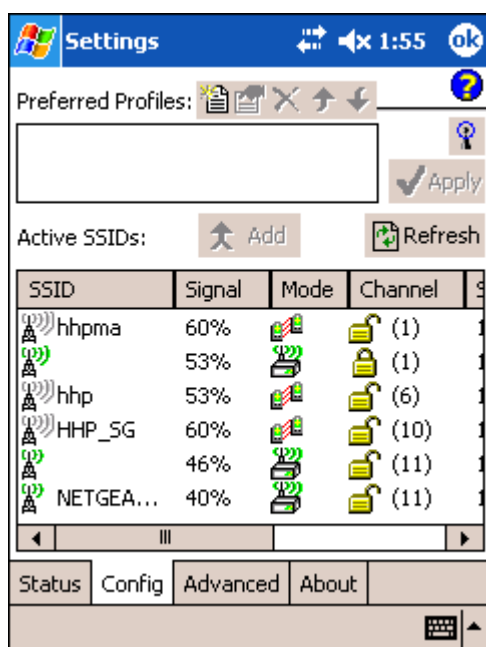 Settings 1:55 ok
Preferred Profiles: ?
Apply
Active SSIDs: Add Refresh
SSID Signal Mode Channel
hhpma 60% (1)
53% (1)
hhp 53% (6)
HHP_SG 60% (10)
46% (11)
NETGEA... 40% (11)
Status Config Advanced About